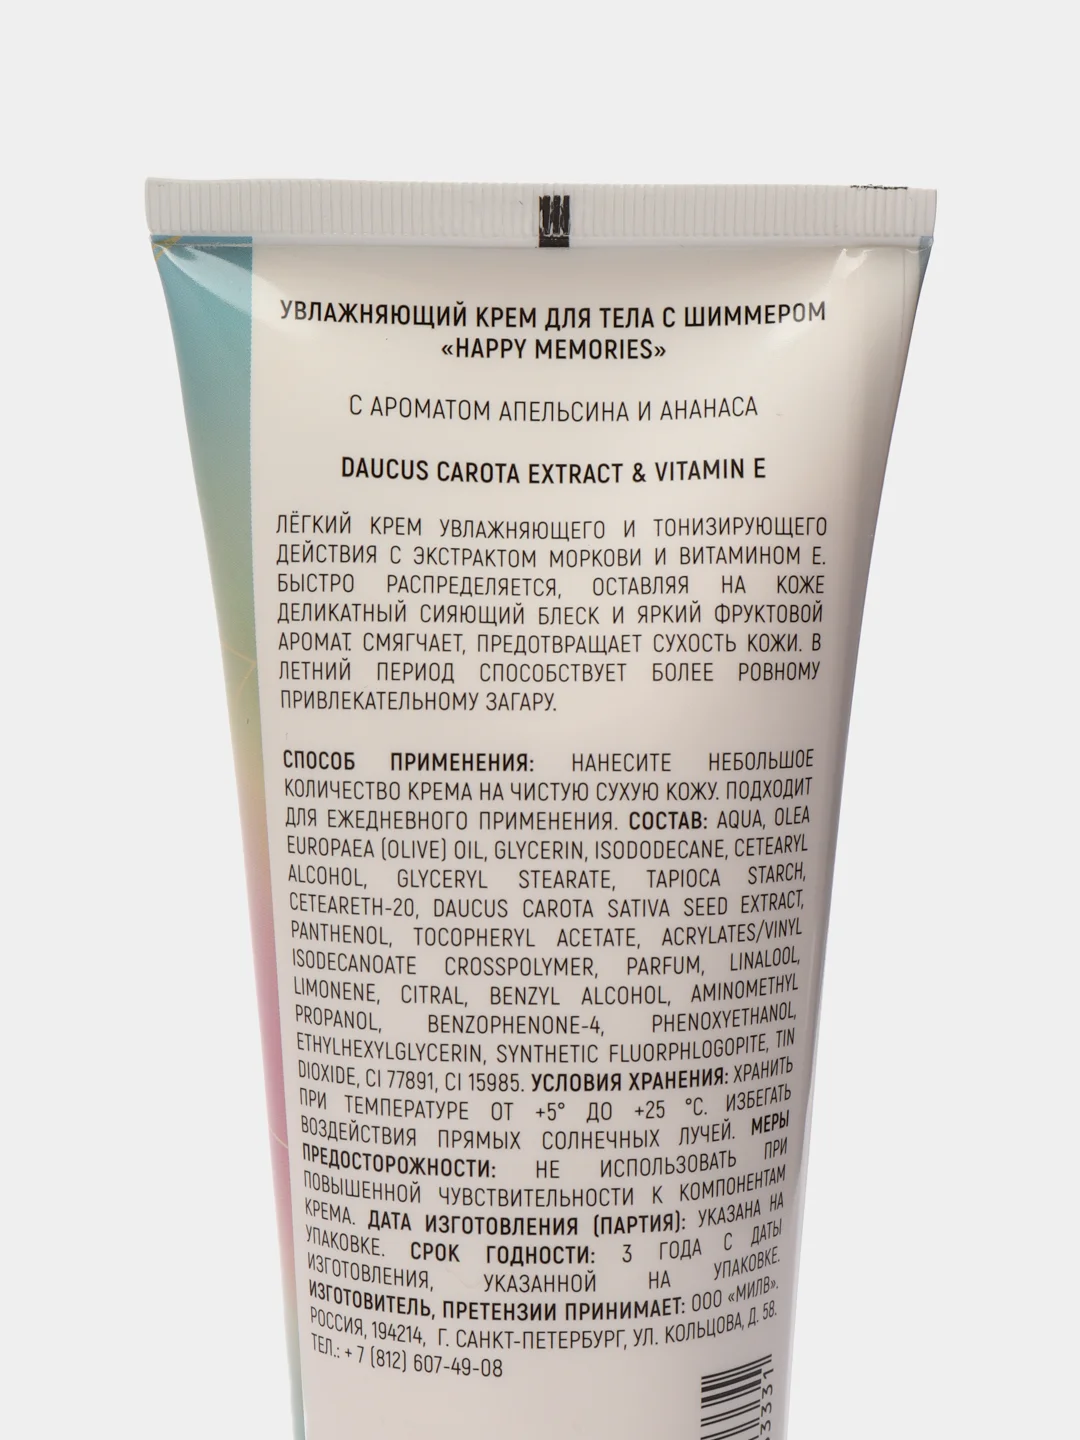 УВЛАЖНЯЮЩИЙ КРЕМ ДЛЯ ТЕЛА С ШИММЕРОМ
«HAPPY MEMORIES»
С АРОМАТОМ АПЕЛЬСИНА И АНАНАСА
DAUCUS CAROTA EXTRACT & VITAMIN E
ЛЁГКИЙ КРЕМ УВЛАЖНЯЮЩЕГО И ТОНИЗИРУЮЩЕГО
ДЕЙСТВИЯ С ЭКСТРАКТОМ МОРКОВИ И ВИТАМИНОМ Е.
БЫСТРО РАСПРЕДЕЛЯЕТСЯ, ОСТАВЛЯЯ НА КОЖЕ
ДЕЛИКАТНЫЙ СИЯЮЩИЙ БЛЕСК И ЯРКИЙ ФРУКТОВОЙ
АРОМАТ. СМЯГЧАЕТ, ПРЕДОТВРАЩАЕТ СУХОСТЬ КОЖИ. В
ЛЕТНИЙ ПЕРИОД СПОСОБСТВУЕТ БОЛЕЕ РОВНОМУ
ПРИВЛЕКАТЕЛЬНОМУ ЗАГАРУ.
СПОСОБ ПРИМЕНЕНИЯ: НАНЕСИТЕ НЕБОЛЬШОЕ
КОЛИЧЕСТВО КРЕМА НА ЧИСТУЮ СУХУЮ КОЖУ. ПОДХОДИТ
ДЛЯ ЕЖЕДНЕВНОГО ПРИМЕНЕНИЯ. СОСТАВ: AQUA, OLEA
EUROPAEA (OLIVE) OIL, GLYCERIN, ISODODECANE, CETEARYL
ALCOHOL, GLYCERYL STEARATE, TAPIOCA STARCH,
CETEARETH-20, DAUCUS CAROTA SATIVA SEED EXTRACT,
PANTHENOL, TOCOPHERYL ACETATE, ACRYLATES/VINYL
ISODECANOATE CROSSPOLYMER, PARFUM, LINALOOL,
LIMONENE, CITRAL, BENZYL ALCOHOL, AMINOMETHYL
PROPANOL, BENZOPHENONE-4, PHENOXYETHANOL,
ETHYLHEXYLGLYCERIN, SYNTHETIC FLUORPHLOGOPITE, TIN
DIOXIDE, CI 77891, CI 15985. УСЛОВИЯ ХРАНЕНИЯ: ХРАНИТЬ
ПРИ ТЕМПЕРАТУРЕ ОТ +5° ДО +25 °C. ИЗБЕГАТЬ
ВОЗДЕЙСТВИЯ ПРЯМЫХ СОЛНЕЧНЫХ ЛУЧЕЙ. МЕРЫ
ПРЕДОСТОРОЖНОСТИ: НЕ ИСПОЛЬЗОВАТЬ ПРИ
ПОВЫШЕННОЙ ЧУВСТВИТЕЛЬНОСТИ К КОМПОНЕНТАМ
КРЕМА. ДАТА ИЗГОТОВЛЕНИЯ (ПАРТИЯ): УКАЗАНА НА
УПАКОВКЕ. СРОК ГОДНОСТИ: 3 ГОДА С ДАТЫ
ИЗГОТОВЛЕНИЯ, УКАЗАННОЙ НА УПАКОВКЕ.
ИЗГОТОВИТЕЛЬ, ПРЕТЕНЗИИ ПРИНИМАЕТ: ООО «МИЛВ».
РОССИЯ, 194214, Г. САНКТ-ПЕТЕРБУРГ, УЛ. КОЛЬЦОВА, Д. 58.
ТЕЛ.: + 7 (812) 607-49-08